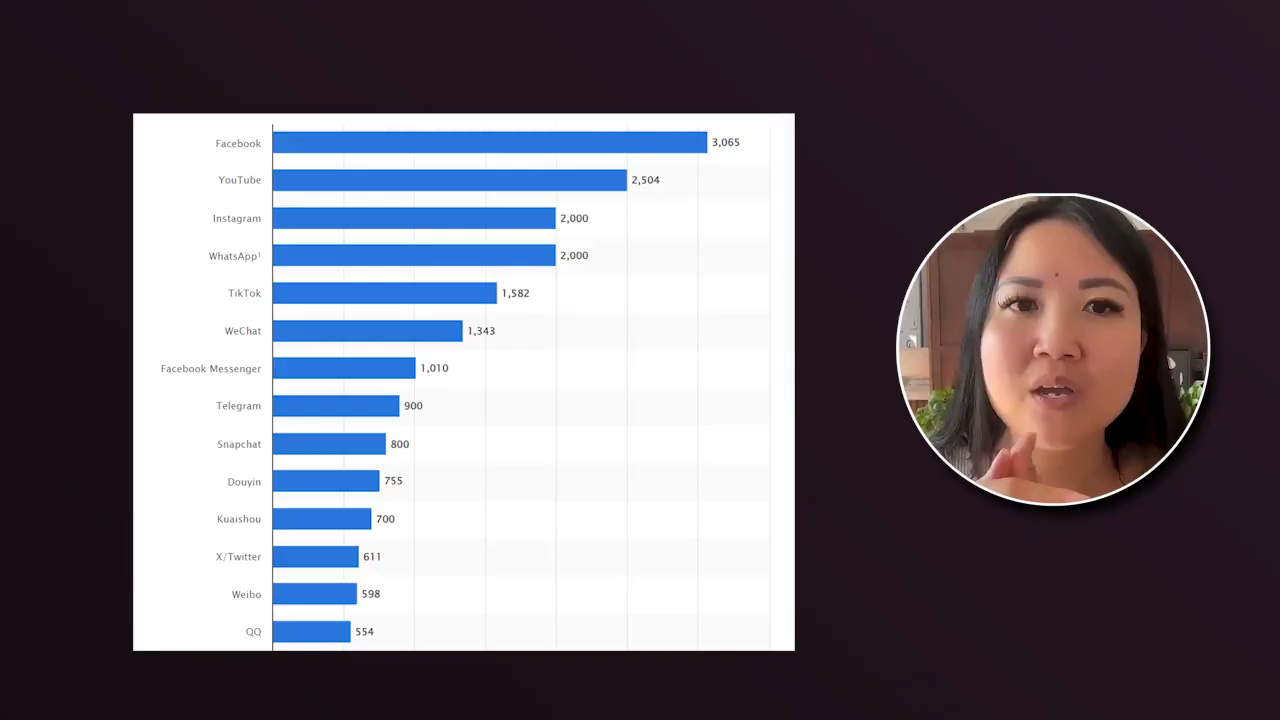 Facebook 3,065
YouTube 2,504
Instagram 2,000
WhatsApp¹ 2,000
TikTok 1,582
WeChat 1,343
Facebook Messenger 1,010
Telegram 900
Snapchat 800
Douyin 755
Kuaishou 700
X/Twitter 611
Weibo 598
QQ 554